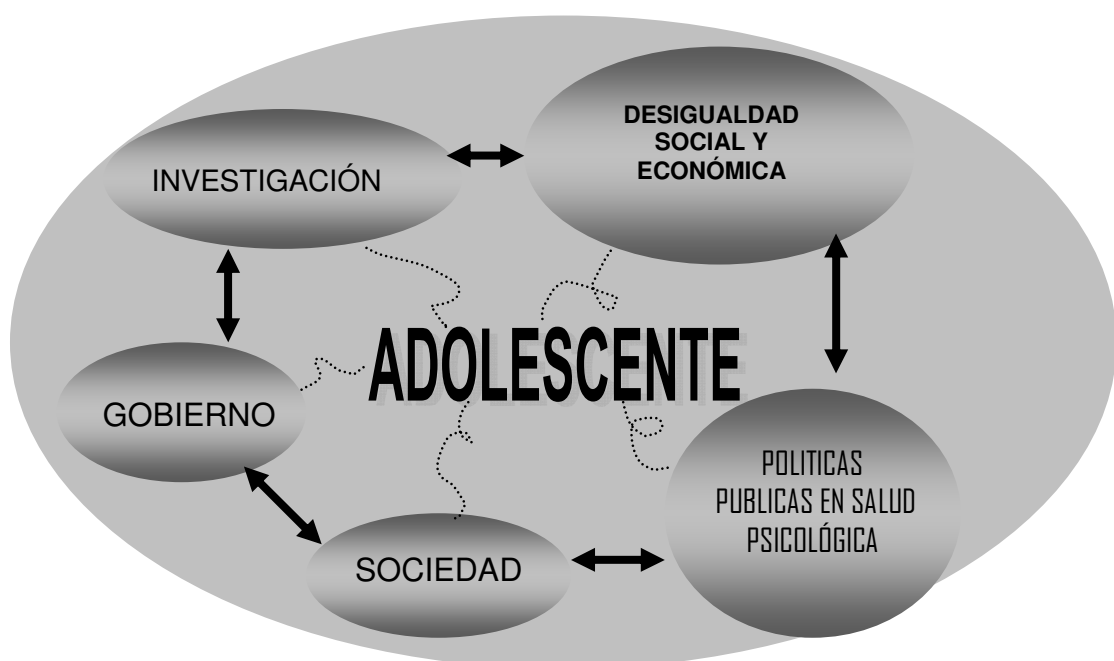 DESIGUALDAD
SOCIAL Y
ECONÓMICA
INVESTIGACIÓN
ADOLESCENTE
GOBIERNO
POLITICAS
PUBLICAS EN SALUD
PSICOLÓGICA
SOCIEDAD